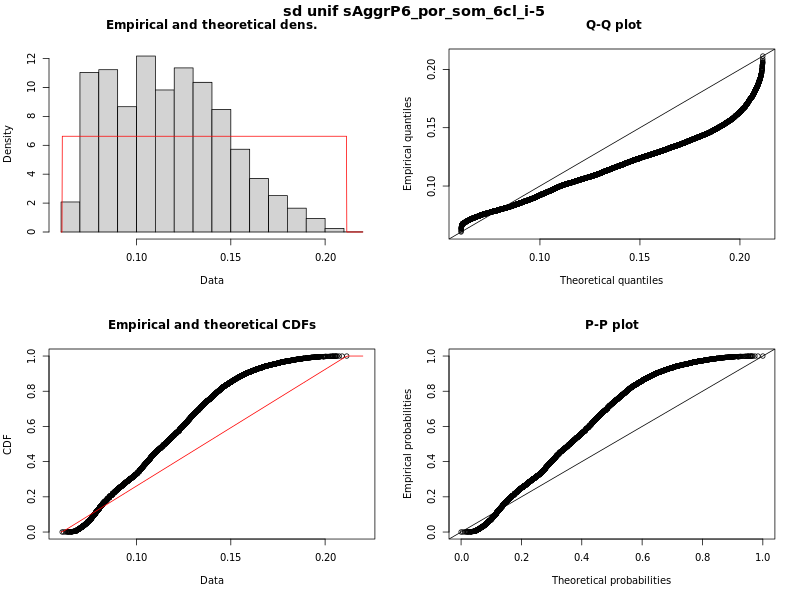 sd unif sAggrP6_por_som_6cl_i-5
Empirical and theoretical dens.
Density
0 2 4 6 8 10 12
0.10 0.15 0.20
Data
Q-Q plot
Empirical quantiles
0.10 0.15 0.20
0.10 0.15 0.20
Theoretical quantiles
Empirical and theoretical CDFs
CDF
0.0 0.2 0.4 0.6 0.8 1.0
0.10 0.15 0.20
Data
P-P plot
Empirical probabilities
0.0 0.2 0.4 0.6 0.8 1.0
0.0 0.2 0.4 0.6 0.8 1.0
Theoretical probabilities